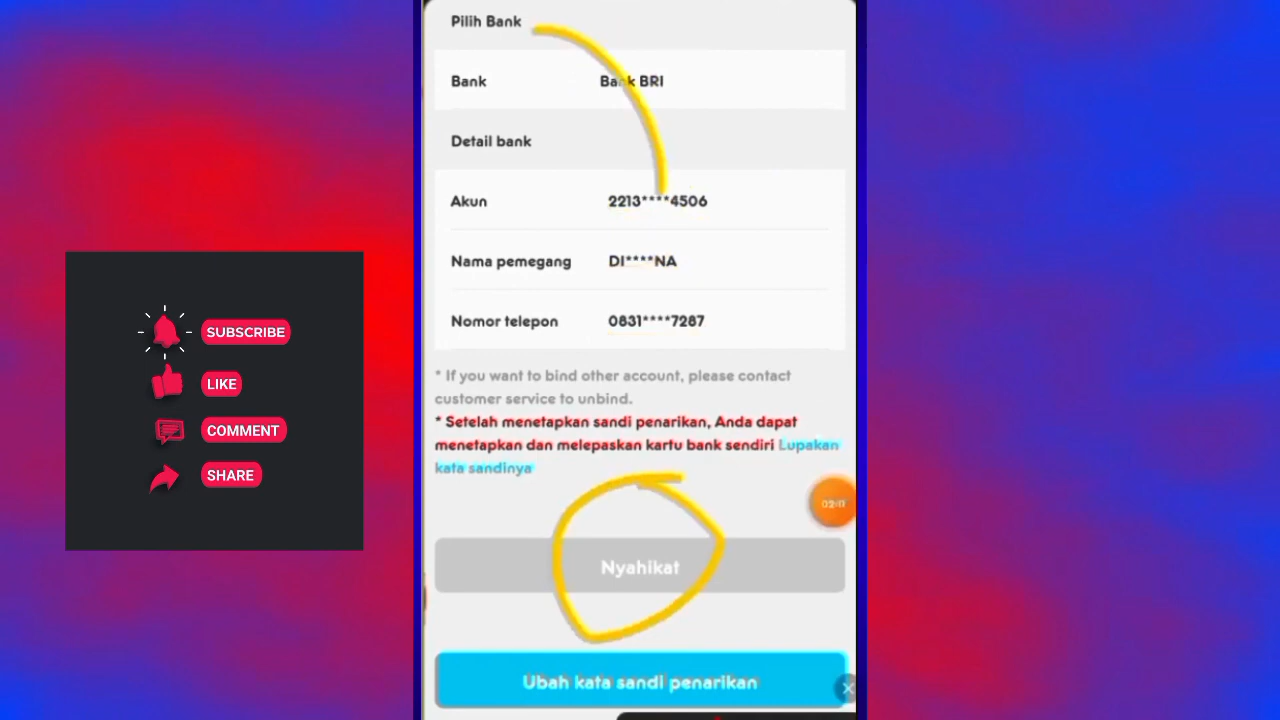 SUBSCRIBE
LIKE
COMMENT
SHARE
Pilih Bank
Bank Bank BRI
Detail bank
Akun 2213****4506
Nama pemegang DI****NA
Nomor telepon 0831****7287
* If you want to bind other account, please contact
customer service to unbind.
* Setelah menetapkan sandi penarikan, Anda dapat
menetapkan dan melepaskan kartu bank sendiri Lupakan
kata sandinya
02:11
Nyahikat
Ubah kata sandi penarikan